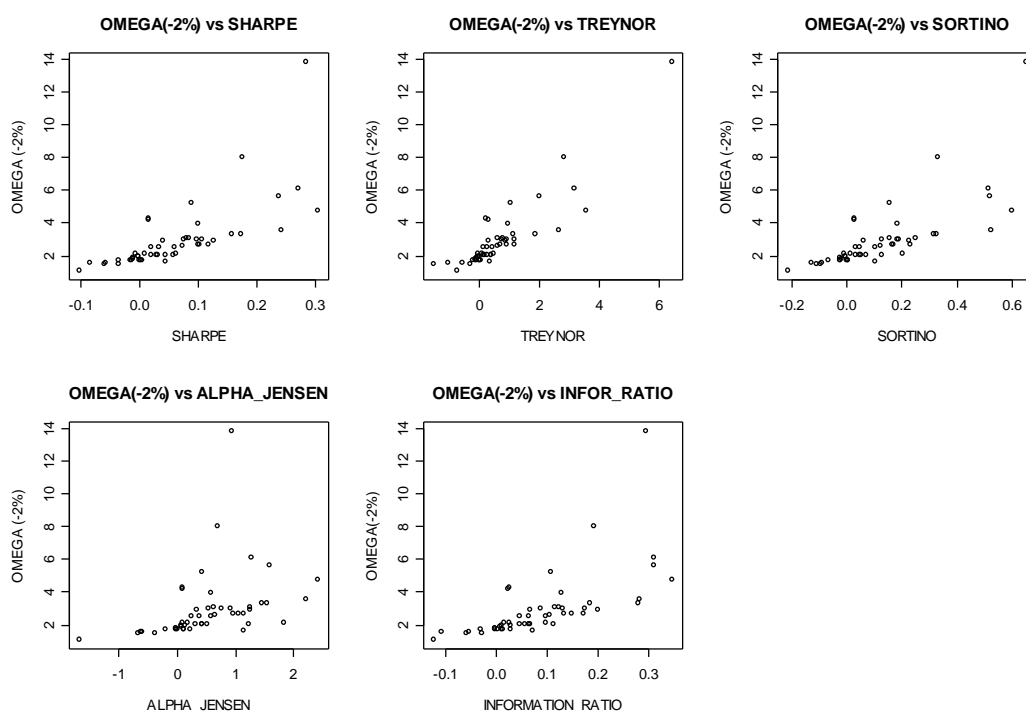 OMEGA(-2%) vs SHARPE
OMEGA (-2%)
14
12
10
8
6
4
2
-0.1 0.0 0.1 0.2 0.3
SHARPE
OMEGA(-2%) vs TREYNOR
OMEGA (-2%)
14
12
10
8
6
4
2
0 2 4 6
TREYNOR
OMEGA(-2%) vs SORTINO
OMEGA (-2%)
14
12
10
8
6
4
2
-0.2 0.0 0.2 0.4 0.6
SORTINO
OMEGA(-2%) vs ALPHA_JENSEN
OMEGA (-2%)
14
12
10
8
6
4
2
-1 0 1 2
ALPHA_JENSEN
OMEGA(-2%) vs INFOR_RATIO
OMEGA(-2%)
14
12
10
8
6
4
2
-0.1 0.0 0.1 0.2 0.3
INFORMATION_RATIO